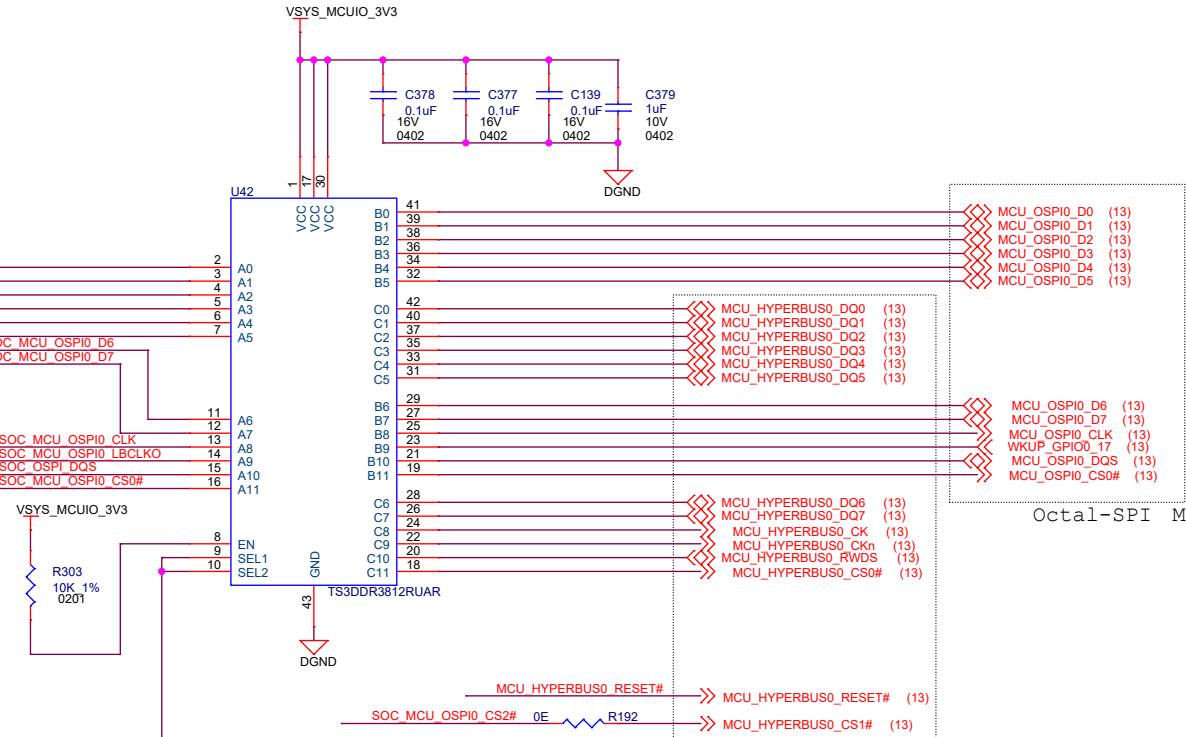 VSYS_MCUIO_3V3
C378
0.1uF
16V
0402
C377
0.1uF
16V
0402
C139
0.1uF
16V
0402
C379
1uF
10V
0402
DGND
U42
1
17
30
VCC
VCC
VCC
2 A0
3 A1
4 A2
5 A3
6 A4
7 A5
OC_MCU_OSPI0_D6
OC_MCU_OSPI0_D7
11 A6
12 A7
SOC_MCU_OSPI0_CLK 13 A8
SOC_MCU_OSPI0_LBCLKO 14 A9
SOC_OSPI_DQS 15 A10
SOC_MCU_OSPI0_CS0# 16 A11
VSYS_MCUIO_3V3
8 EN
9 SEL1
10 SEL2
R303
10K_1%
0201
GND
43
DGND
TS3DDR3812RUAR
B0 41 MCU_OSPI0_D0 (13)
B1 39 MCU_OSPI0_D1 (13)
B2 38 MCU_OSPI0_D2 (13)
B3 36 MCU_OSPI0_D3 (13)
B4 34 MCU_OSPI0_D4 (13)
B5 32 MCU_OSPI0_D5 (13)
C0 42 MCU_HYPERBUS0_DQ0 (13)
C1 40 MCU_HYPERBUS0_DQ1 (13)
C2 37 MCU_HYPERBUS0_DQ2 (13)
C3 35 MCU_HYPERBUS0_DQ3 (13)
C4 33 MCU_HYPERBUS0_DQ4 (13)
C5 31 MCU_HYPERBUS0_DQ5 (13)
B6 29 MCU_OSPI0_D6 (13)
B7 27 MCU_OSPI0_D7 (13)
B8 25 MCU_OSPI0_CLK (13)
B9 23 WKUP_GPIO0_17 (13)
B10 21 MCU_OSPI0_DQS (13)
B11 19 MCU_OSPI0_CS0# (13)
C6 28 MCU_HYPERBUS0_DQ6 (13)
C7 26 MCU_HYPERBUS0_DQ7 (13)
C8 24 MCU_HYPERBUS0_CK (13)
C9 22 MCU_HYPERBUS0_CKn (13)
C10 20 MCU_HYPERBUS0_RWDS (13)
C11 18 MCU_HYPERBUS0_CS0# (13)
Octal-SPI M
MCU_HYPERBUS0_RESET# MCU_HYPERBUS0_RESET# (13)
SOC_MCU_OSPI0_CS2# 0E R192 MCU_HYPERBUS0_CS1# (13)